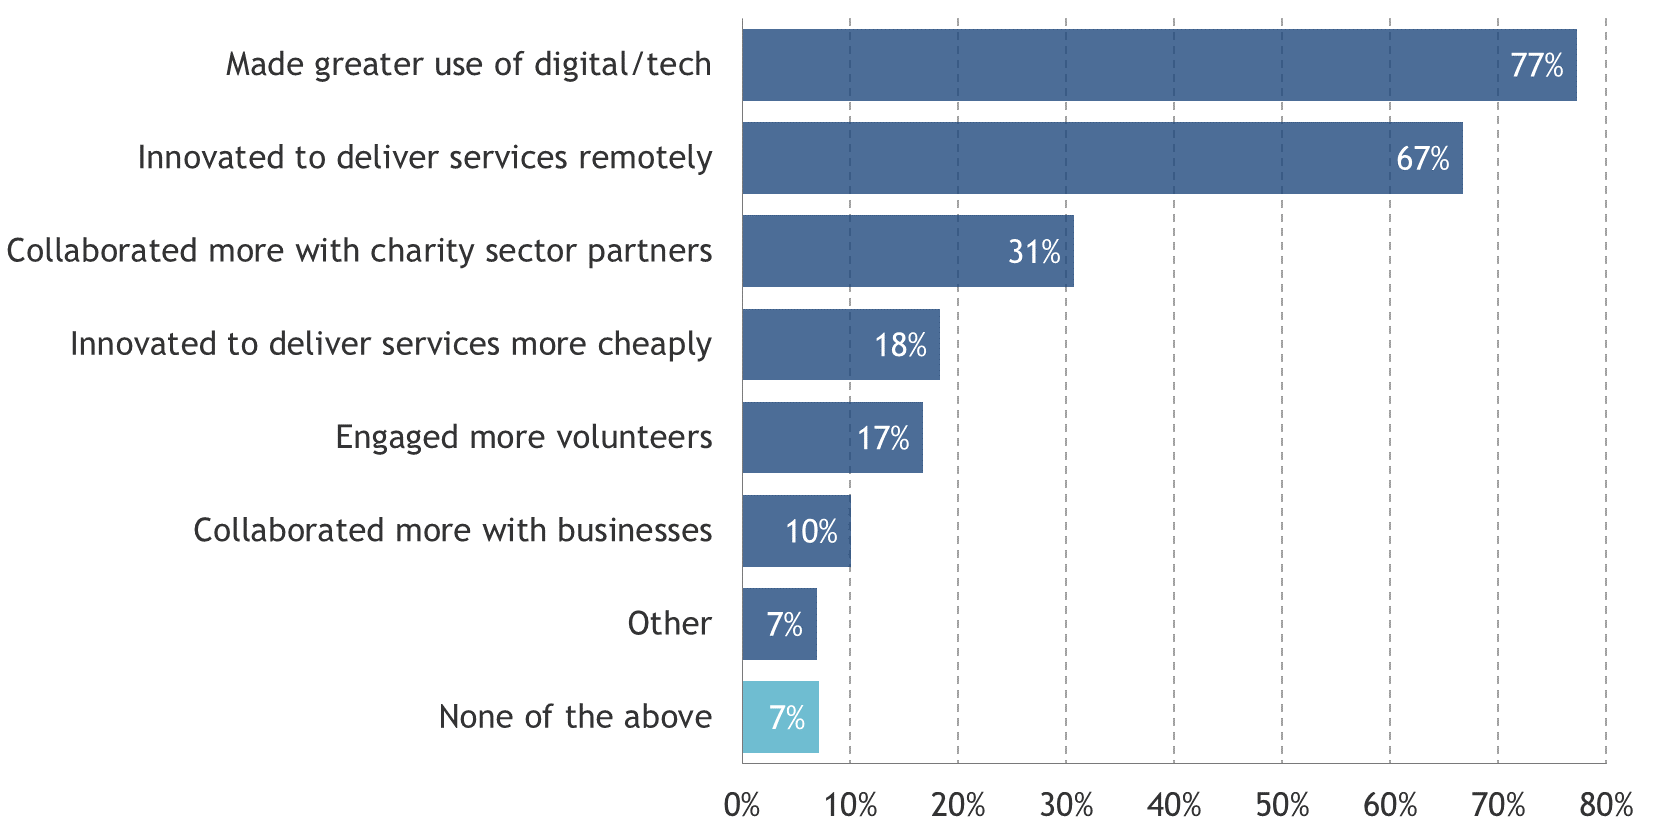 Made greater use of digital/tech 77%
Innovated to deliver services remotely 67%
Collaborated more with charity sector partners 31%
Innovated to deliver services more cheaply 18%
Engaged more volunteers 17%
Collaborated more with businesses 10%
Other 7%
None of the above 7%
0% 10% 20% 30% 40% 50% 60% 70% 80%